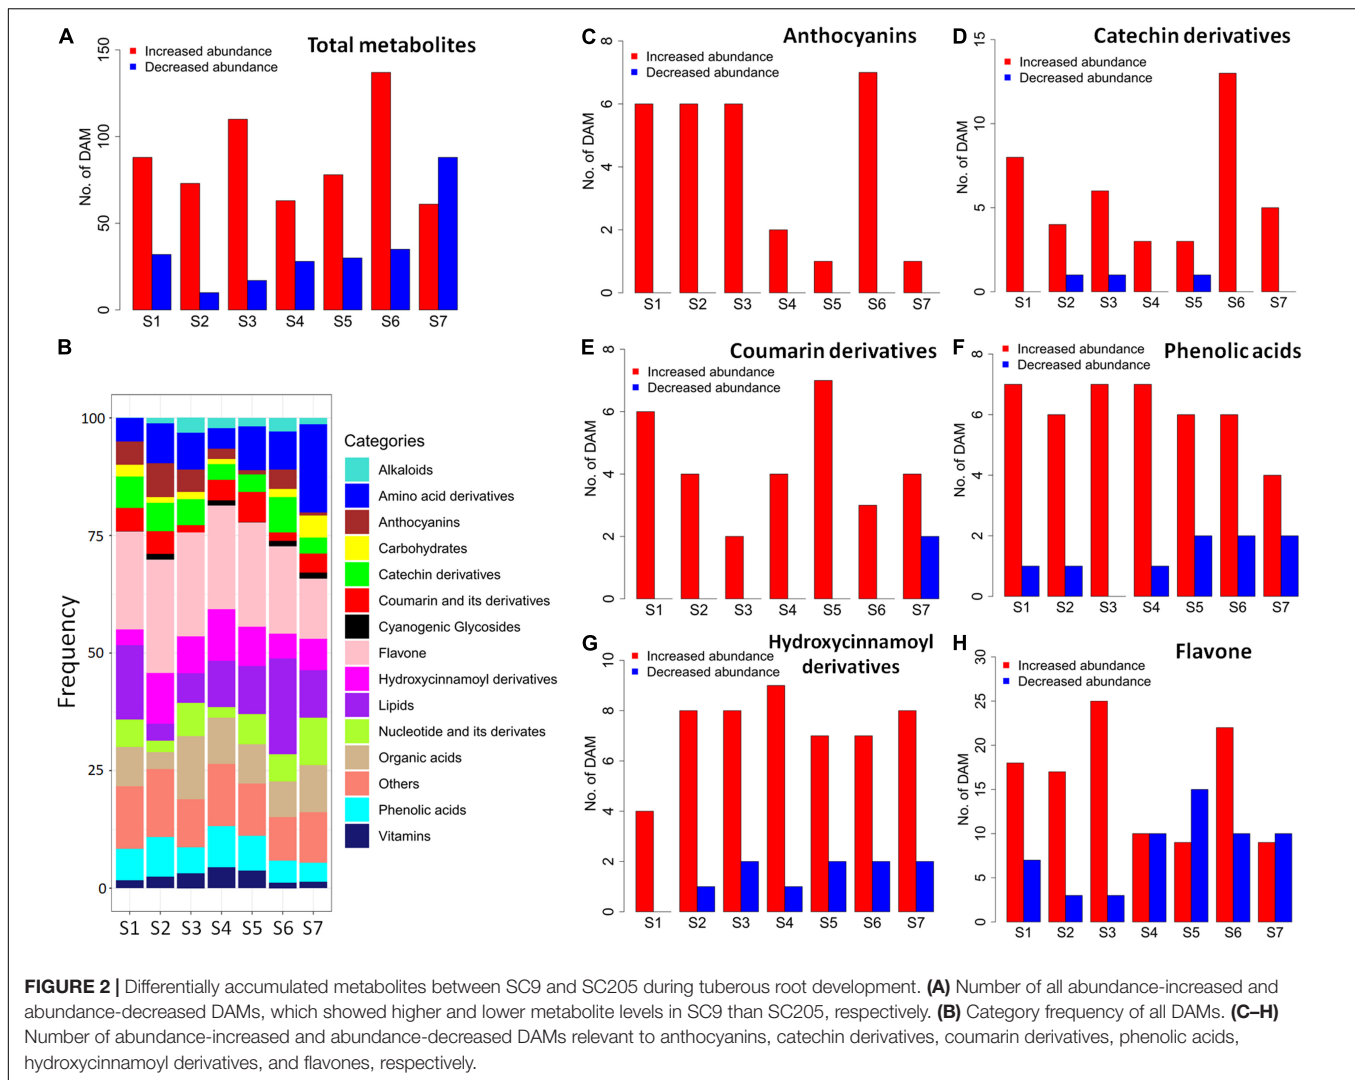 A
Total metabolites
Increased abundance
Decreased abundance
No. of DAM
150
100
50
0
S1 S2 S3 S4 S5 S6 S7
C
Anthocyanins
Increased abundance
Decreased abundance
No. of DAM
8
6
4
2
0
S1 S2 S3 S4 S5 S6 S7
D
Catechin derivatives
Increased abundance
Decreased abundance
No. of DAM
15
10
5
0
S1 S2 S3 S4 S5 S6 S7
B
Frequency
100
75
50
25
0
S1 S2 S3 S4 S5 S6 S7
Categories
Alkaloids
Amino acid derivatives
Anthocyanins
Carbohydrates
Catechin derivatives
Coumarin and its derivatives
Cyanogenic Glycosides
Flavone
Hydroxycinnamoyl derivatives
Lipids
Nucleotide and its derivates
Organic acids
Others
Phenolic acids
Vitamins
E
Coumarin derivatives
Increased abundance
Decreased abundance
No. of DAM
8
6
4
2
0
S1 S2 S3 S4 S5 S6 S7
F
Phenolic acids
Increased abundance
Decreased abundance
No. of DAM
8
6
4
2
0
S1 S2 S3 S4 S5 S6 S7
G
Hydroxycinnamoyl
derivatives
Increased abundance
Decreased abundance
No. of DAM
10
8
6
4
2
0
S1 S2 S3 S4 S5 S6 S7
H
Flavone
Increased abundance
Decreased abundance
No. of DAM
30
25
20
15
10
5
0
S1 S2 S3 S4 S5 S6 S7
FIGURE 2 | Differentially accumulated metabolites between SC9 and SC205 during tuberous root development. (A) Number of all abundance-increased and
abundance-decreased DAMs, which showed higher and lower metabolite levels in SC9 than SC205, respectively. (B) Category frequency of all DAMs. (C–H)
Number of abundance-increased and abundance-decreased DAMs relevant to anthocyanins, catechin derivatives, coumarin derivatives, phenolic acids,
hydroxycinnamoyl derivatives, and flavones, respectively.